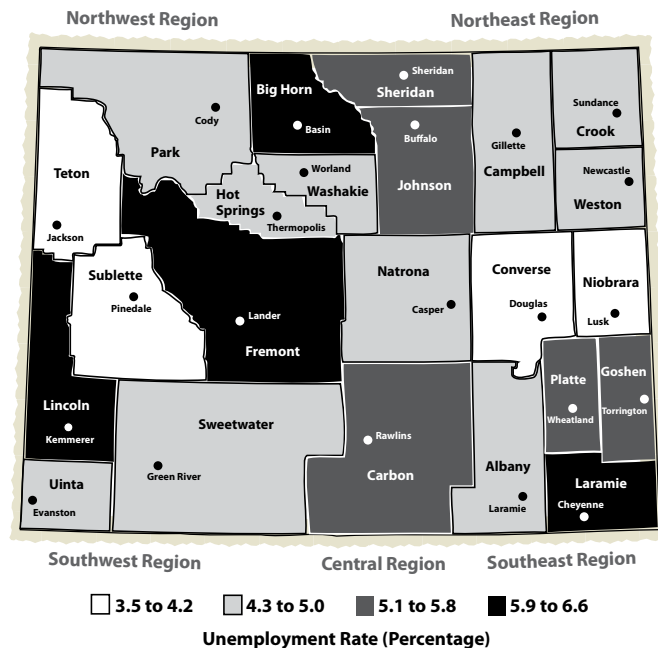 Northwest Region
Northeast Region
Big Horn
Basin
Sheridan
Sheridan
Cody
Park
Buffalo
Johnson
Gillette
Campbell
Sundance
Crook
Newcastle
Weston
Teton
Jackson
Worland
Washakie
Hot
Springs
Thermopolis
Sublette
Pinedale
Lander
Fremont
Natrona
Casper
Converse
Douglas
Niobrara
Lusk
Lincoln
Kemmerer
Sweetwater
Green River
Rawlins
Carbon
Platte
Wheatland
Goshen
Torrington
Uinta
Evanston
Albany
Laramie
Laramie
Cheyenne
Southwest Region
Central Region
Southeast Region
3.5 to 4.2
4.3 to 5.0
5.1 to 5.8
5.9 to 6.6
Unemployment Rate (Percentage)